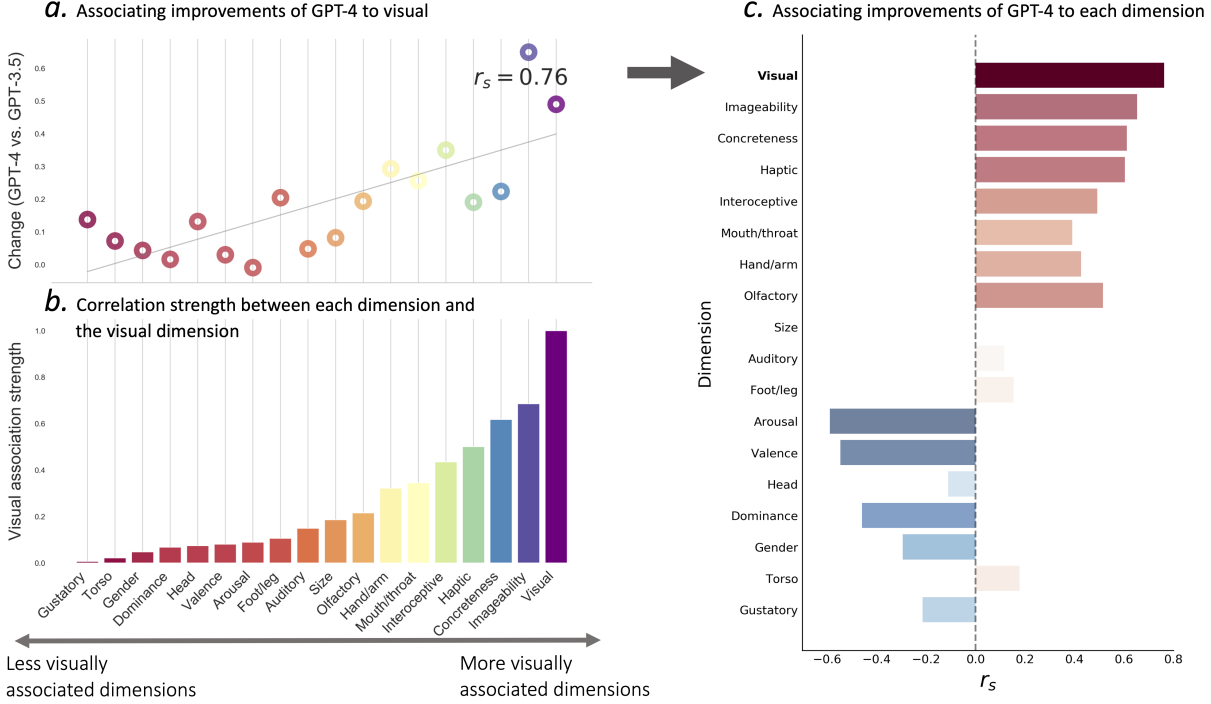 a. Associating improvements of GPT-4 to visual
Change (GPT-4 vs. GPT-3.5)
0.6
0.5
0.4
0.3
0.2
0.1
0.0
rs = 0.76
b. Correlation strength between each dimension and
the visual dimension
Visual association strength
1.0
0.8
0.6
0.4
0.2
0.0
Gustatory
Torso
Gender
Dominance
Head
Valence
Arousal
Foot/leg
Auditory
Size
Olfactory
Hand/arm
Mouth/throat
Interoceptive
Haptic
Concreteness
Imageability
Visual
Less visually
associated dimensions
More visually
associated dimensions
c. Associating improvements of GPT-4 to each dimension
Dimension
Visual
Imageability
Concreteness
Haptic
Interoceptive
Mouth/throat
Hand/arm
Olfactory
Size
Auditory
Foot/leg
Arousal
Valence
Head
Dominance
Gender
Torso
Gustatory
−0.6 −0.4 −0.2 0.0 0.2 0.4 0.6 0.8
rs